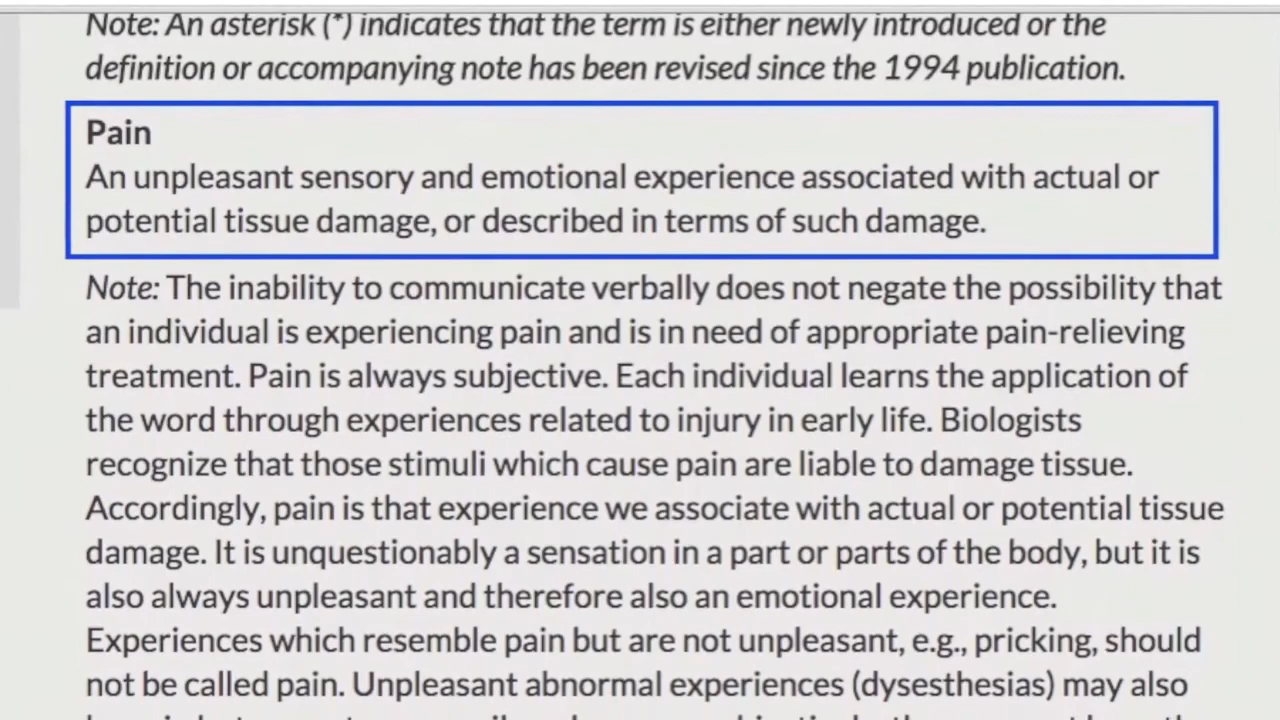 Note: An asterisk (*) indicates that the term is either newly introduced or the
definition or accompanying note has been revised since the 1994 publication.
Pain
An unpleasant sensory and emotional experience associated with actual or
potential tissue damage, or described in terms of such damage.
Note: The inability to communicate verbally does not negate the possibility that
an individual is experiencing pain and is in need of appropriate pain-relieving
treatment. Pain is always subjective. Each individual learns the application of
the word through experiences related to injury in early life. Biologists
recognize that those stimuli which cause pain are liable to damage tissue.
Accordingly, pain is that experience we associate with actual or potential tissue
damage. It is unquestionably a sensation in a part or parts of the body, but it is
also always unpleasant and therefore also an emotional experience.
Experiences which resemble pain but are not unpleasant, e.g., pricking, should
not be called pain. Unpleasant abnormal experiences (dysesthesias) may also